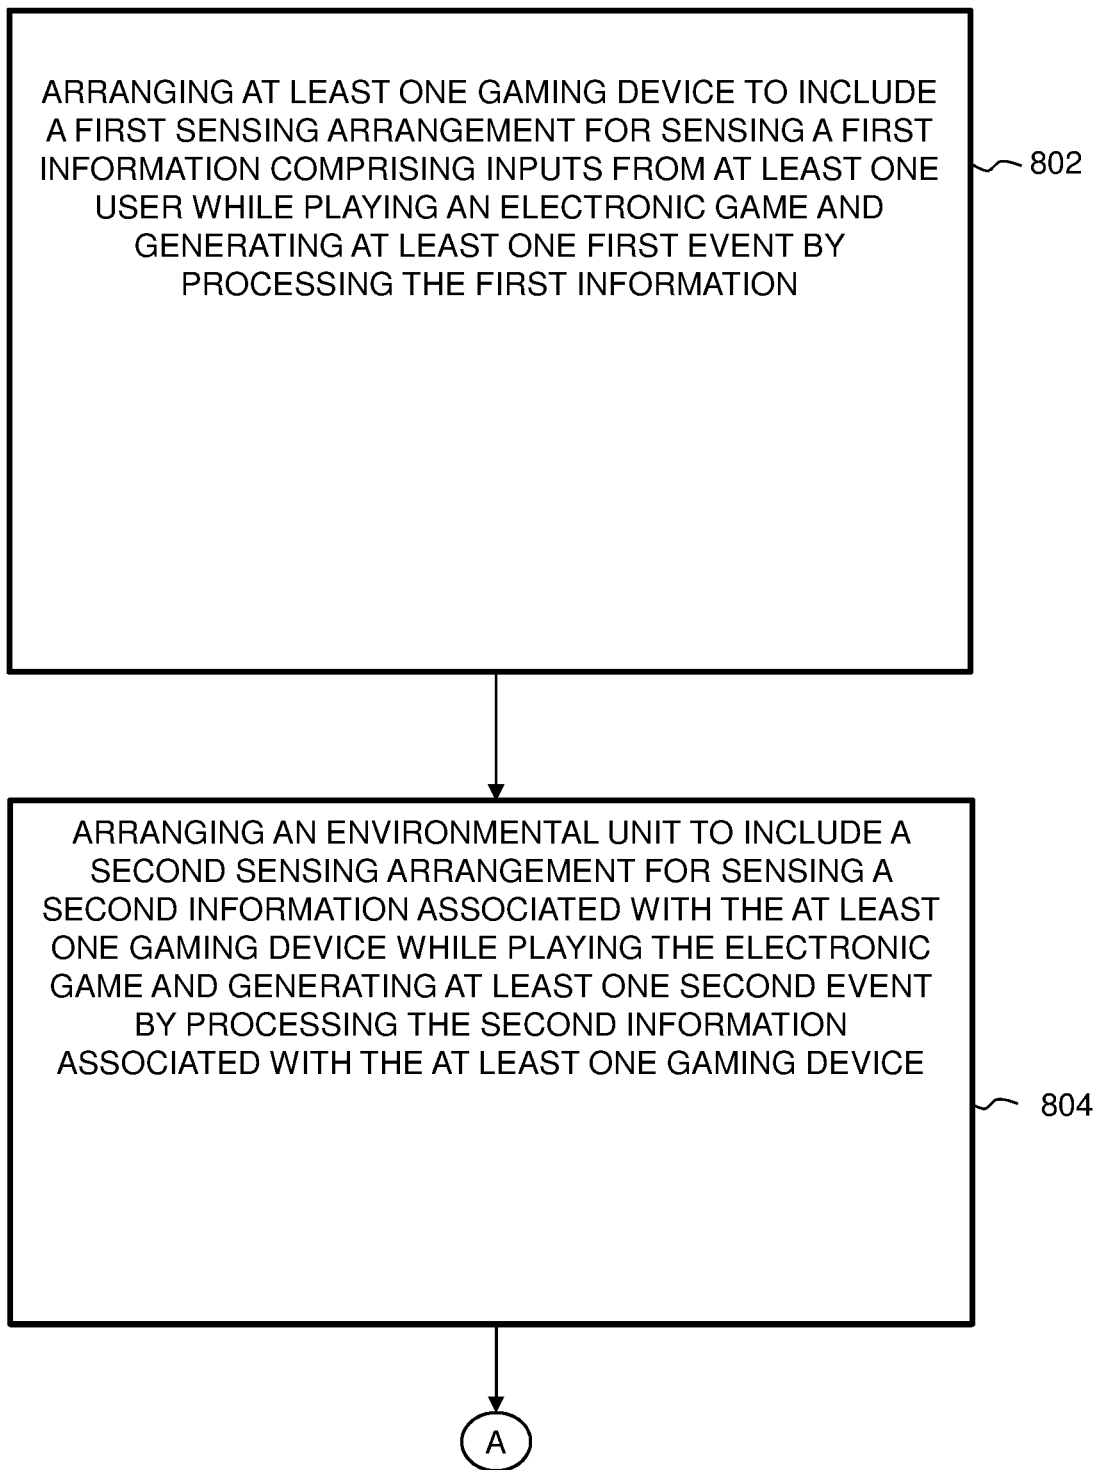 ARRANGING AT LEAST ONE GAMING DEVICE TO INCLUDE
A FIRST SENSING ARRANGEMENT FOR SENSING A FIRST
INFORMATION COMPRISING INPUTS FROM AT LEAST ONE
USER WHILE PLAYING AN ELECTRONIC GAME AND
GENERATING AT LEAST ONE FIRST EVENT BY
PROCESSING THE FIRST INFORMATION
802
ARRANGING AN ENVIRONMENTAL UNIT TO INCLUDE A
SECOND SENSING ARRANGEMENT FOR SENSING A
SECOND INFORMATION ASSOCIATED WITH THE AT LEAST
ONE GAMING DEVICE WHILE PLAYING THE ELECTRONIC
GAME AND GENERATING AT LEAST ONE SECOND EVENT
BY PROCESSING THE SECOND INFORMATION
ASSOCIATED WITH THE AT LEAST ONE GAMING DEVICE
804
A